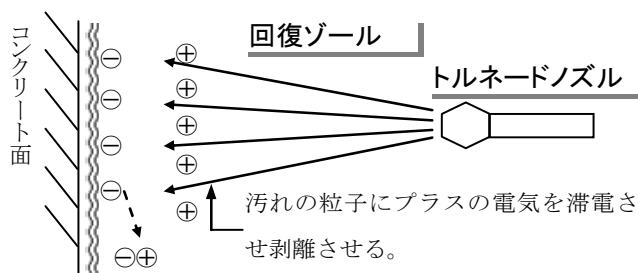 回復ゾール
トルネードノズル
コンクリート面
汚れの粒子にプラスの電気を滞電さ
せ剥離させる。